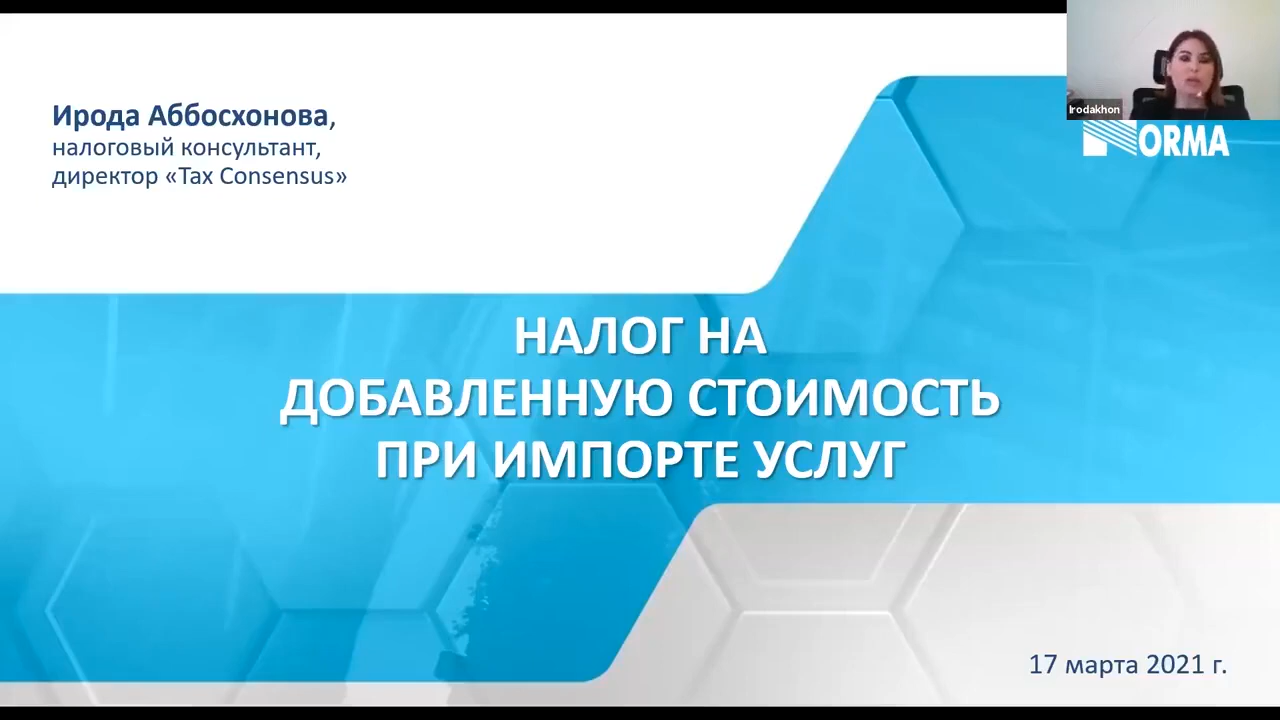 Ирода Аббосхонова,
налоговый консультант,
директор «Tax Consensus»
Irodakhon
NORMA
НАЛОГ НА
ДОБАВЛЕННУЮ СТОИМОСТЬ
ПРИ ИМПОРТЕ УСЛУГ
17 марта 2021 г.